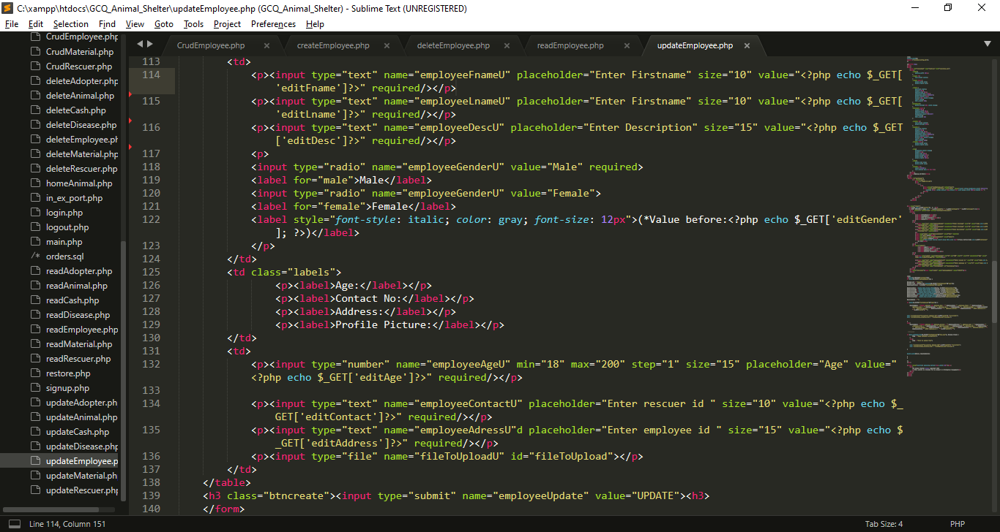 C:\xampp\htdocs\GCQ_Animal_Shelter\updateEmployee.php (GCQ_Animal_Shelter) - Sublime Text (UNREGISTERED)
File Edit Selection Find View Goto Tools Project Preferences Help
CrudEmployee.php
CrudMaterial.php
CrudRescuer.php
deleteAdopter.php
deleteAnimal.php
deleteCash.php
deleteDisease.php
deleteEmployee.ph
deleteMaterial.php
deleteRescuer.php
homeAnimal.php
in_ex_port.php
login.php
logout.php
main.php
/* orders.sql
readAdopter.php
readAnimal.php
readCash.php
readDisease.php
readEmployee.php
readMaterial.php
readRescuer.php
restore.php
signup.php
updateAdopter.ph
updateAnimal.php
updateCash.php
updateDisease.php
updateEmployee.p
updateMaterial.ph
updateRescuer.php
CrudEmployee.php × createEmployee.php × deleteEmployee.php × readEmployee.php × updateEmployee.php ×
113 <td>
114 <p><input type="text" name="employeeFnameU" placeholder="Enter Firstname" size="10" value="<?php echo $_GET[
'editFname']?>" required/></p>
115 <p><input type="text" name="employeeLnameU" placeholder="Enter Firstname" size="10" value="<?php echo $_GET[
'editLname']?>" required/></p>
116 <p><input type="text" name="employeeDescU" placeholder="Enter Description" size="15" value="<?php echo $_GET
['editDesc']?>" required/></p>
117 <p>
118 <input type="radio" name="employeeGenderU" value="Male" required>
119 <label for="male">Male</label>
120 <input type="radio" name="employeeGenderU" value="Female">
121 <label for="female">Female</label>
122 <label style="font-style: italic; color: gray; font-size: 12px">(*Value before:<?php echo $_GET['editGender'
]; ?>)</label>
123 </p>
124 </td>
125 <td class="labels">
126 <p><label>Age:</label></p>
127 <p><label>Contact No:</label></p>
128 <p><label>Address:</label></p>
129 <p><label>Profile Picture:</label></p>
130 </td>
131 <td>
132 <p><input type="number" name="employeeAgeU" min="18" max="200" step="1" size="15" placeholder="Age" value="
<?php echo $_GET['editAge']?>" required/></p>
133
134 <p><input type="text" name="employeeContactU" placeholder="Enter rescuer id " size="10" value="<?php echo $_
GET['editContact']?>" required/></p>
135 <p><input type="text" name="employeeAdressU"d placeholder="Enter employee id " size="15" value="<?php echo $
_GET['editAddress']?>" required/></p>
136 <p><input type="file" name="fileToUploadU" id="fileToUpload"></p>
137 </td>
138 </table>
139 <h3 class="btncreate"><input type="submit" name="employeeUpdate" value="UPDATE"><h3>
140 </form>
Line 114, Column 151
Tab Size: 4
PHP